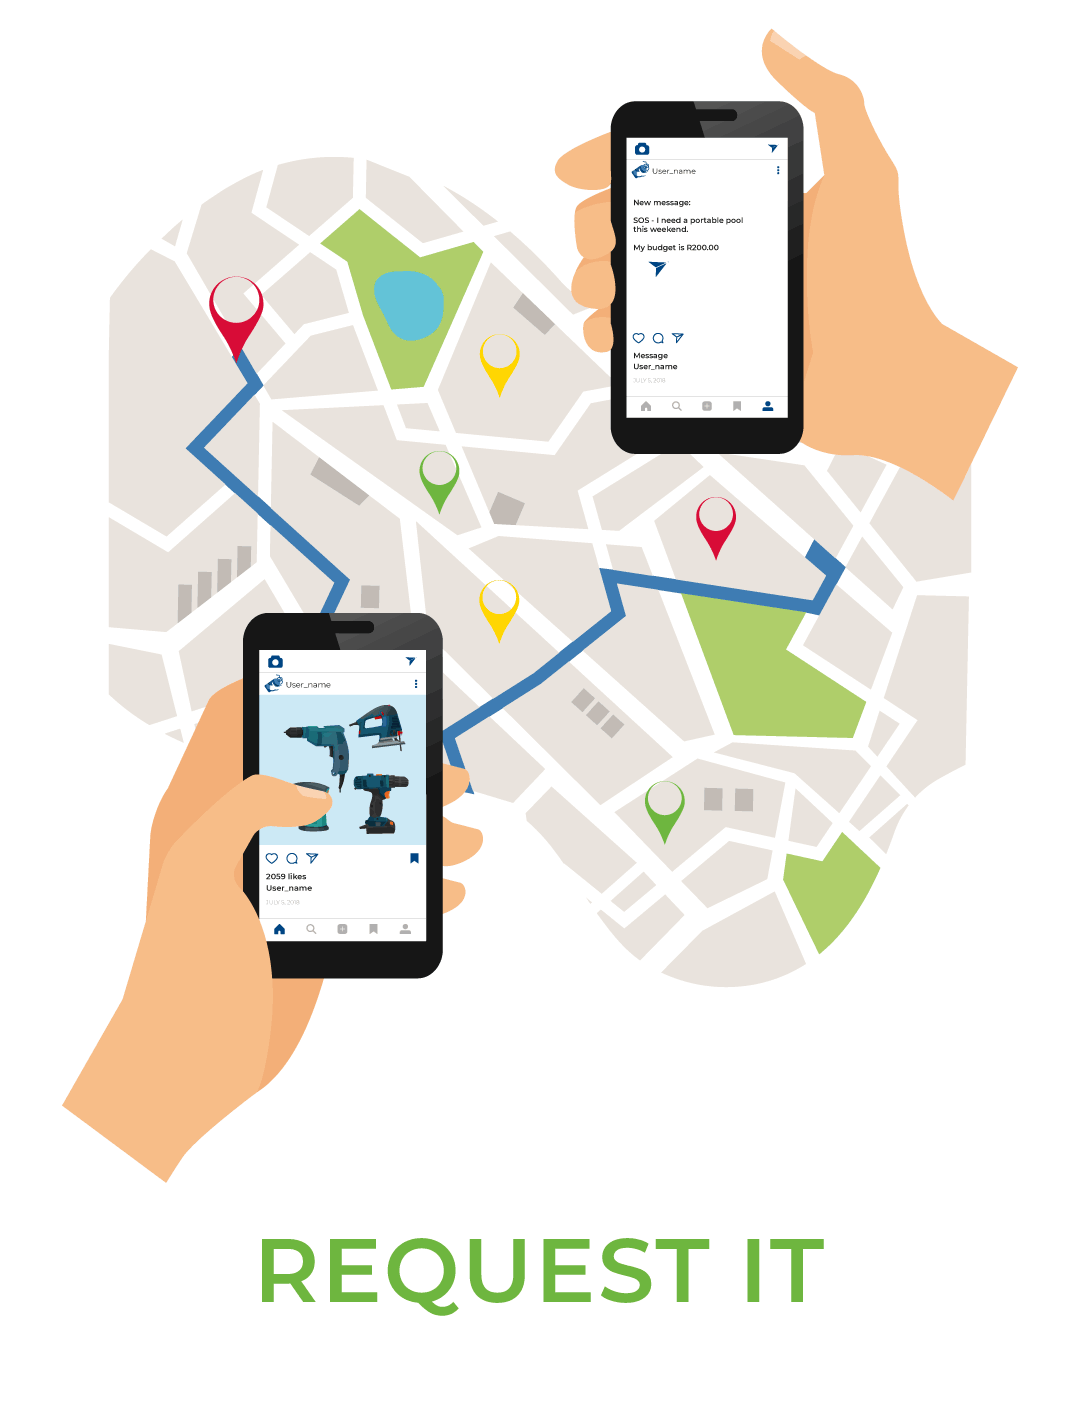 User_name
New message:
SOS - I need a portable pool
this weekend.
My budget is R200.00
Message
User_name
JULY 5, 2018
User_name
2059 likes
User_name
JULY 5, 2018
REQUEST IT